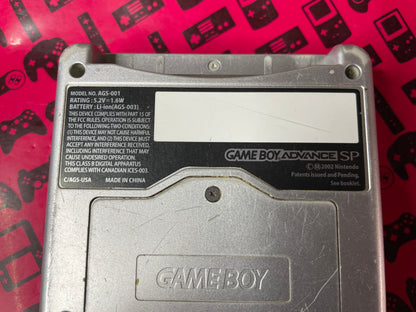 MODEL NO. AGS-001
RATING : 5.2V⎓1.6W
BATTERY : Li-ion(AGS-003)
THIS DEVICE COMPLIES WITH PART 15 OF
THE FCC RULES. OPERATION IS SUBJECT
TO THE FOLLOWING TWO CONDITIONS:
(1) THIS DEVICE MAY NOT CAUSE HARMFUL
INTERFERENCE, AND (2) THIS DEVICE MUST
ACCEPT ANY INTERFERENCE RECEIVED,
INCLUDING INTERFERENCE THAT MAY
CAUSE UNDESIRED OPERATION.
THIS CLASS B DIGITAL APPARATUS
COMPLIES WITH CANADIAN ICES-003.
C/AGS-USA MADE IN CHINA
GAME BOY ADVANCE SP
©Ⓜ 2002 Nintendo
Patents issued and Pending.
See booklet.
GAME BOY